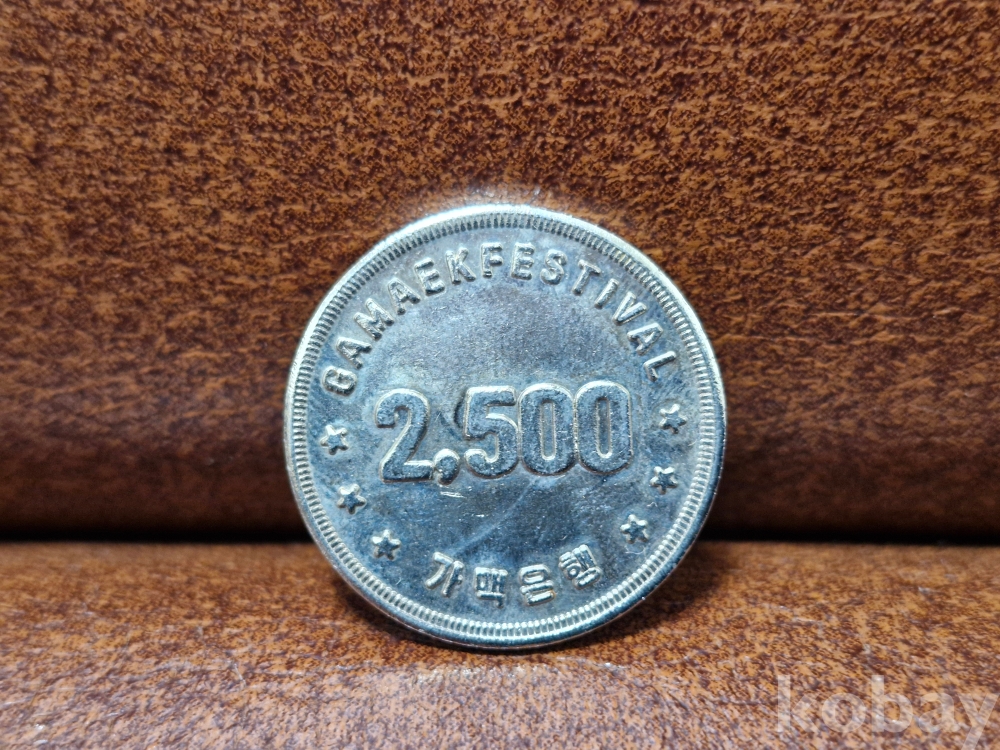 GAMAEKFESTIVAL
2,500
가맥은행
kobay